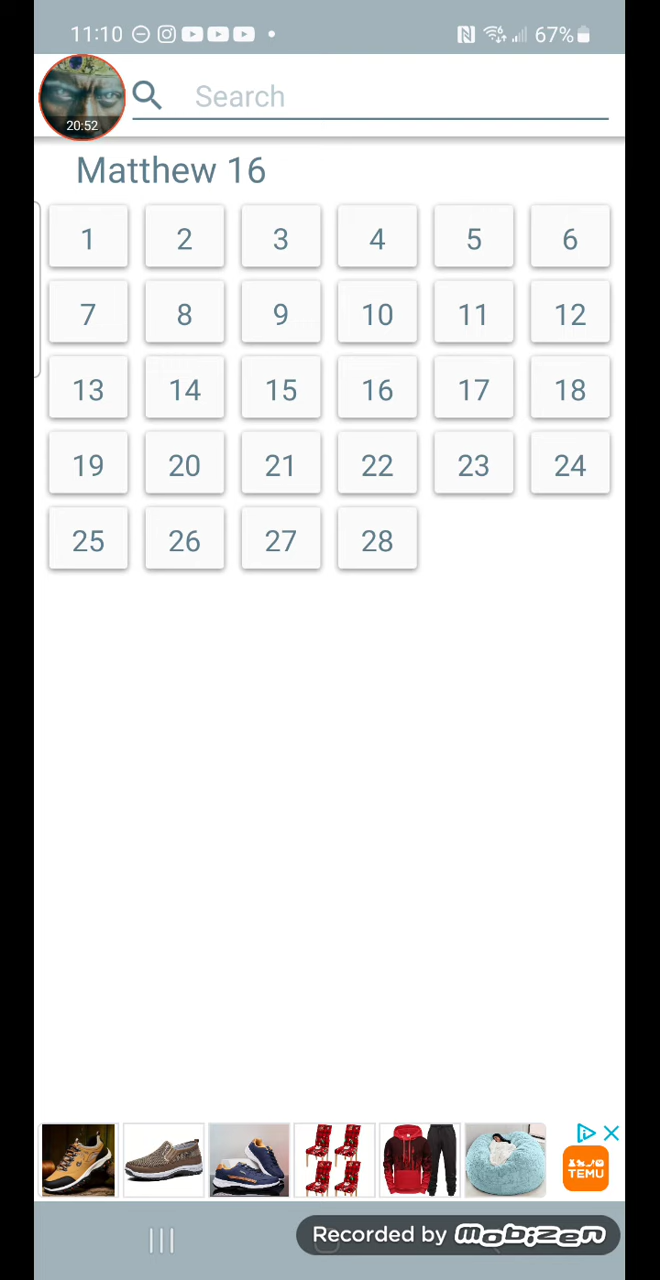 11:10 67%
20:52
Search
Matthew 16
1 2 3 4 5 6
7 8 9 10 11 12
13 14 15 16 17 18
19 20 21 22 23 24
25 26 27 28
TEMU
Recorded by mobizen